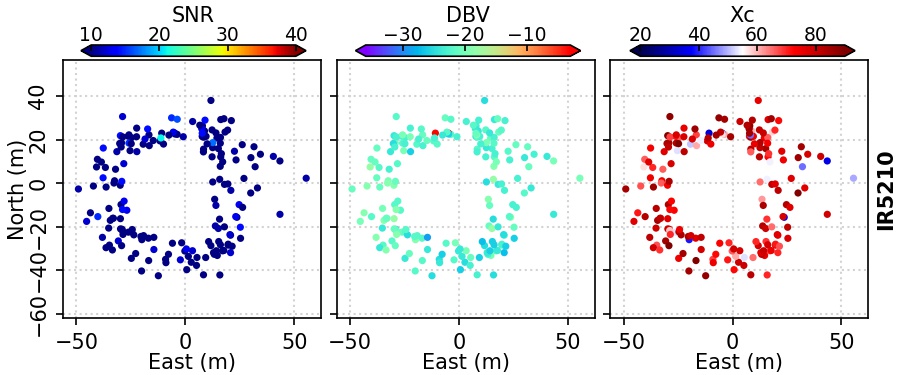 SNR DBV Xc
10 20 30 40 −30 −20 −10 20 40 60 80
40
20
0
−20
−40
−60
North (m)
−50 0 50 −50 0 50 −50 0 50
East (m) East (m) East (m)
IR5210